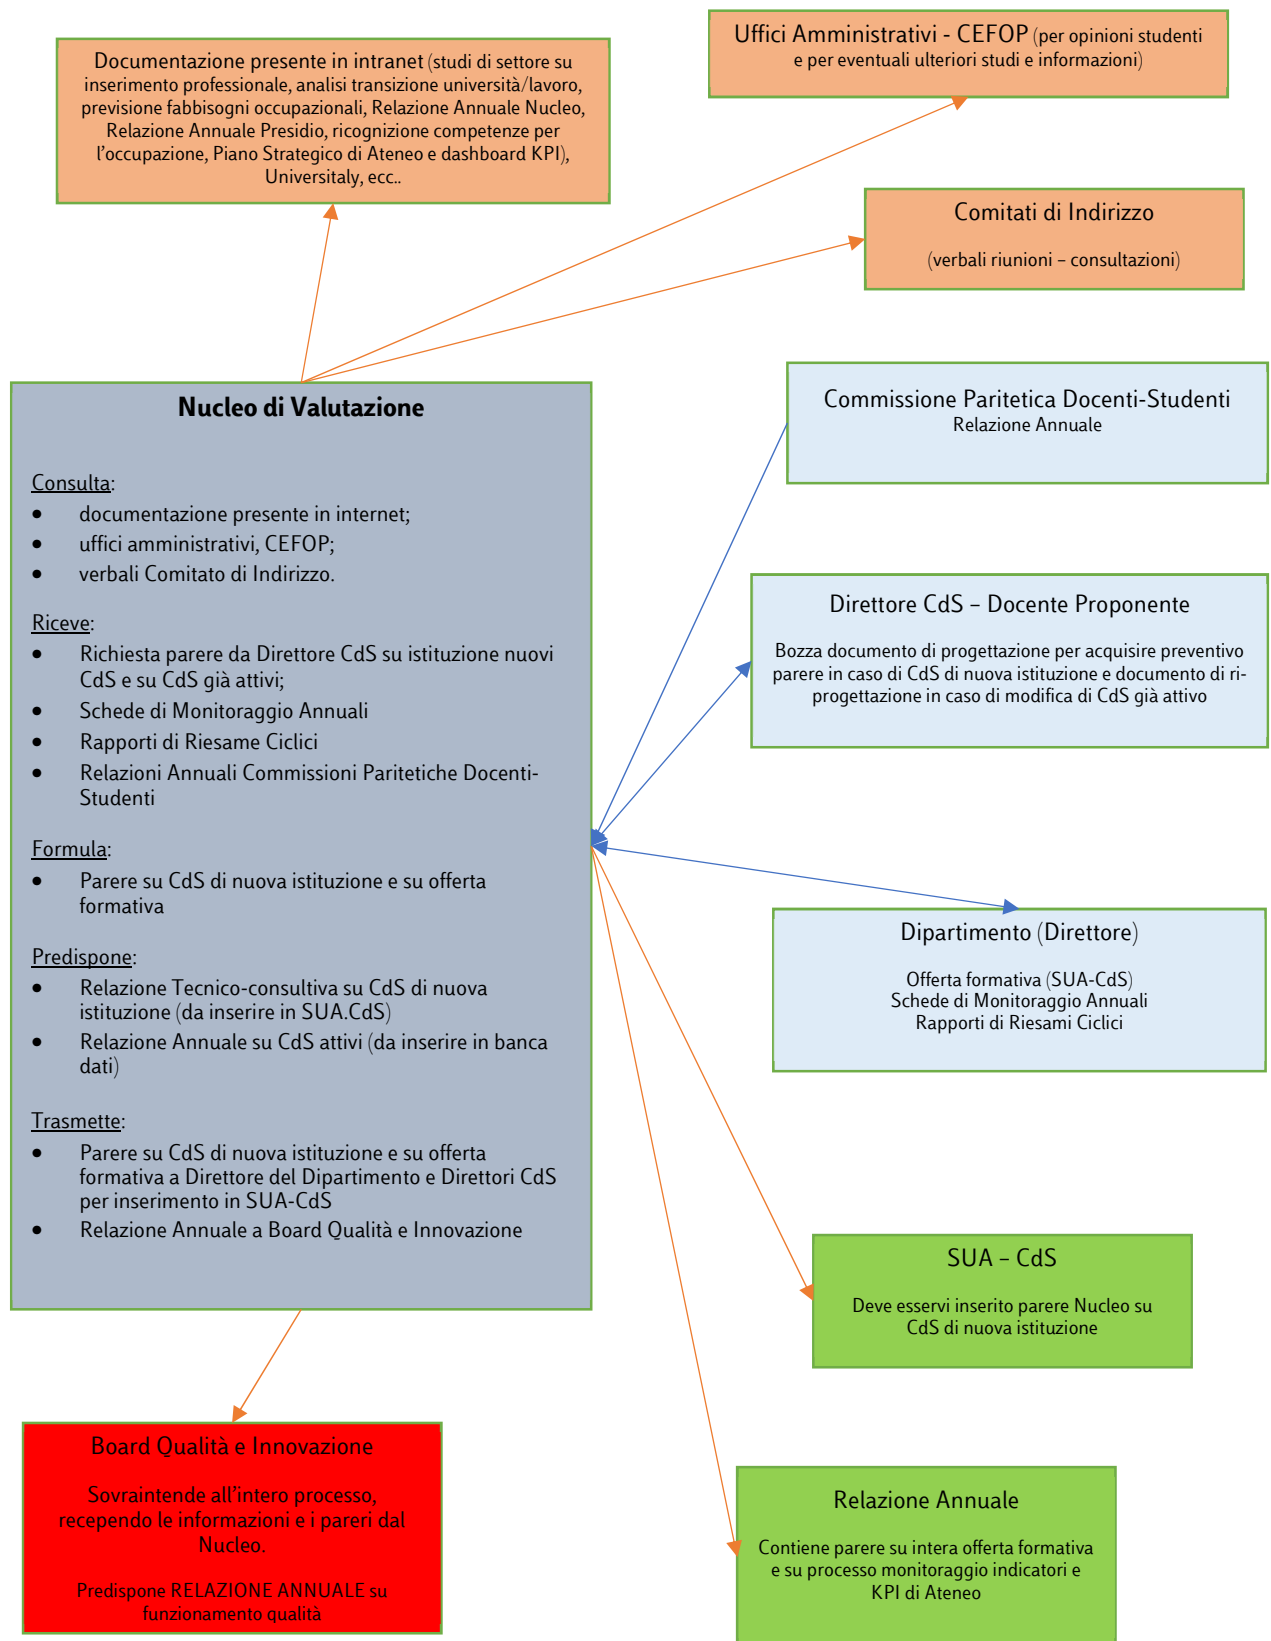 Uffici Amministrativi - CEFOP (per opinioni studenti
e per eventuali ulteriori studi e informazioni)
Documentazione presente in intranet (studi di settore su
inserimento professionale, analisi transizione università/lavoro,
previsione fabbisogni occupazionali, Relazione Annuale Nucleo,
Relazione Annuale Presidio, ricognizione competenze per
l'occupazione, Piano Strategico di Ateneo e dashboard KPI),
Universitaly, ecc..
Comitati di Indirizzo
(verbali riunioni – consultazioni)
Nucleo di Valutazione
Consulta:
• documentazione presente in internet;
• uffici amministrativi, CEFOP;
• verbali Comitato di Indirizzo.
Riceve:
• Richiesta parere da Direttore CdS su istituzione nuovi
CdS e su CdS già attivi;
• Schede di Monitoraggio Annuali
• Rapporti di Riesame Ciclici
• Relazioni Annuali Commissioni Paritetiche Docenti-
Studenti
Formula:
• Parere su CdS di nuova istituzione e su offerta
formativa
Predispone:
• Relazione Tecnico-consultiva su CdS di nuova
istituzione (da inserire in SUA.CdS)
• Relazione Annuale su CdS attivi (da inserire in banca
dati)
Trasmette:
• Parere su CdS di nuova istituzione e su offerta
formativa a Direttore del Dipartimento e Direttori CdS
per inserimento in SUA-CdS
• Relazione Annuale a Board Qualità e Innovazione
Commissione Paritetica Docenti-Studenti
Relazione Annuale
Direttore CdS – Docente Proponente
Bozza documento di progettazione per acquisire preventivo
parere in caso di CdS di nuova istituzione e documento di ri-
progettazione in caso di modifica di CdS già attivo
Dipartimento (Direttore)
Offerta formativa (SUA-CdS)
Schede di Monitoraggio Annuali
Rapporti di Riesami Ciclici
SUA – CdS
Deve esservi inserito parere Nucleo su
CdS di nuova istituzione
Board Qualità e Innovazione
Sovraintende all'intero processo,
recependo le informazioni e i pareri dal
Nucleo.
Predispone RELAZIONE ANNUALE su
funzionamento qualità
Relazione Annuale
Contiene parere su intera offerta formativa
e su processo monitoraggio indicatori e
KPI di Ateneo